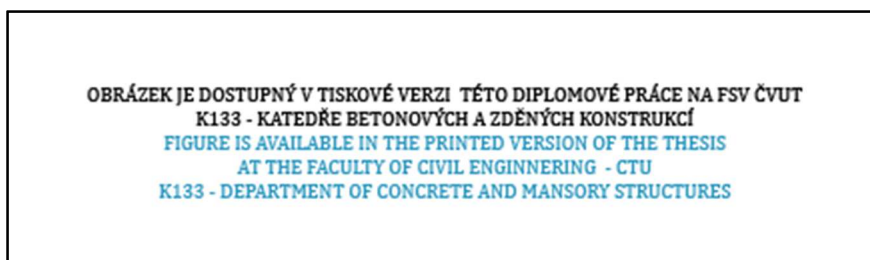 OBRÁZEK JE DOSTUPNÝ V TISKOVÉ VERZI TÉTO DIPLOMOVÉ PRÁCE NA FSV ČVUT
K133 - KATEDŘE BETONOVÝCH A ZDĚNÝCH KONSTRUKCÍ
FIGURE IS AVAILABLE IN THE PRINTED VERSION OF THE THESIS
AT THE FACULTY OF CIVIL ENGINNERING - CTU
K133 - DEPARTMENT OF CONCRETE AND MANSORY STRUCTURES